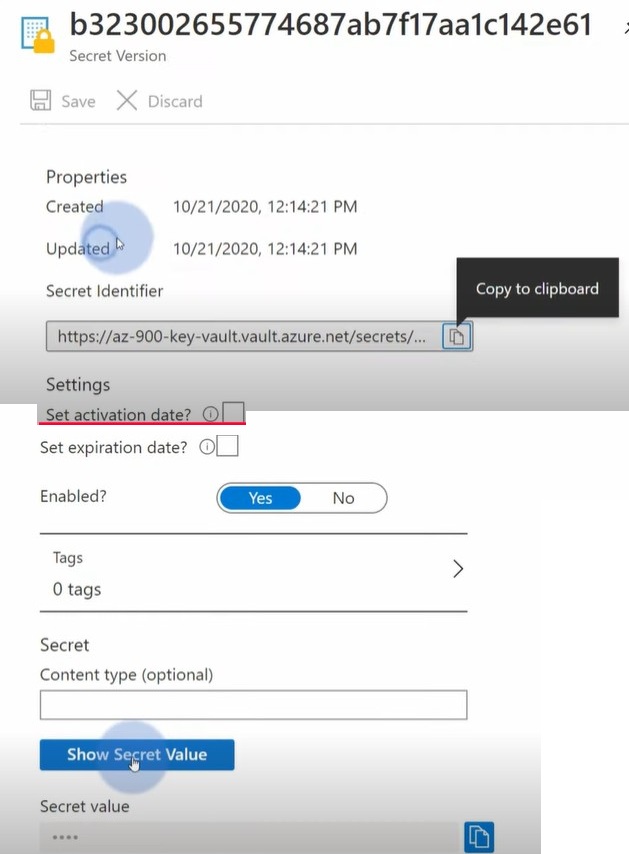 b323002655774687ab7f17aa1c142e61
Secret Version
Save Discard
Properties
Created 10/21/2020, 12:14:21 PM
Updated 10/21/2020, 12:14:21 PM
Secret Identifier
Copy to clipboard
https://az-900-key-vault.vault.azure.net/secrets/...
Settings
Set activation date?
Set expiration date?
Enabled? Yes No
Tags
0 tags
Secret
Content type (optional)
Show Secret Value
Secret value
••••